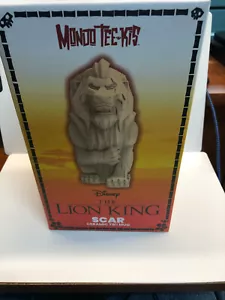 MONDO TEE-KIS
Disney
THE
LION KING
SCAR
CERAMIC TIKI MUG